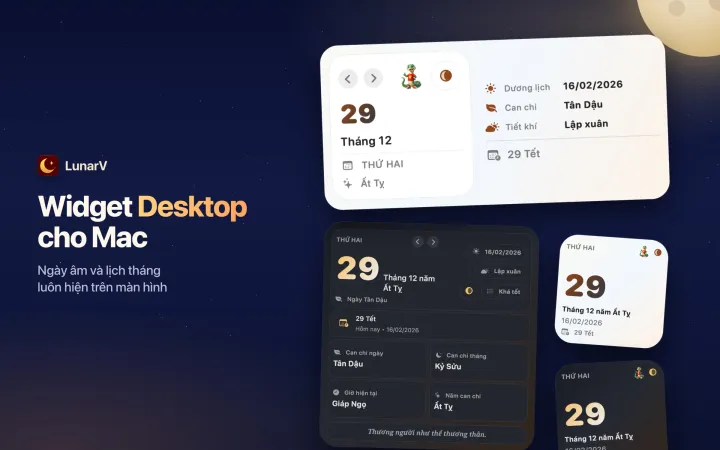 LunarV
Widget Desktop
cho Mac
Ngày âm và lịch tháng
luôn hiện trên màn hình
29
Tháng 12
THỨ HAI
Ất Tỵ
Dương lịch 16/02/2026
Can chi Tân Dậu
Tiết khí Lập xuân
29 Tết
THỨ HAI
29
Tháng 12 năm
Ất Tỵ
Ngày Tân Dậu
16/02/2026
Lập xuân
Khá tốt
29 Tết
Hôm nay • 16/02/2026
Can chi ngày
Tân Dậu
Can chi tháng
Kỷ Sửu
Giờ hiện tại
Giáp Ngọ
Năm can chi
Ất Tỵ
Thương người như thể thương thân.
THỨ HAI
29
Tháng 12 năm Ất Tỵ
16/02/2026
29 Tết
THỨ HAI
29
Tháng 12 năm Ất Tỵ
16/02/2026